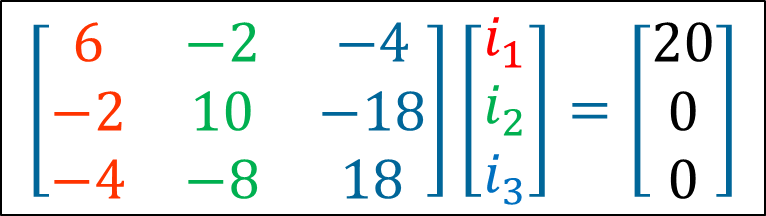 6 −2 −4 i₁ 20
−2 10 −18 i₂ = 0
−4 −8 18 i₃ 0